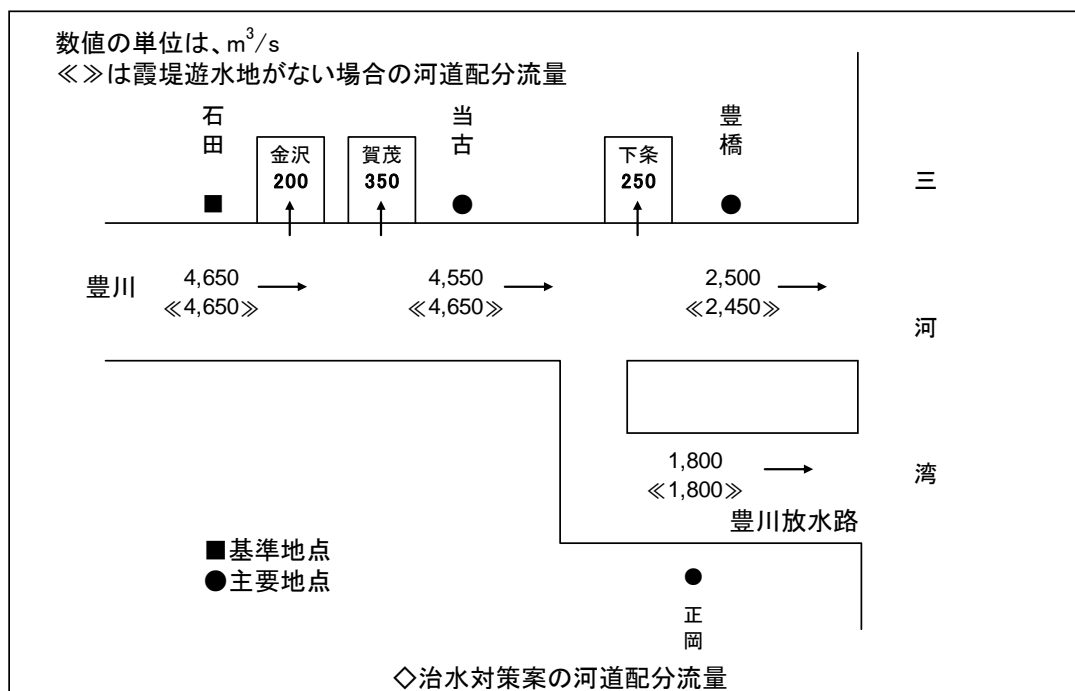 数値の単位は、m³/s
≪≫は霞堤遊水地がない場合の河道配分流量
石田
金沢
200
賀茂
350
当古
下条
250
豊橋
豊川
4,650
≪4,650≫
4,550
≪4,650≫
2,500
≪2,450≫
三河湾
1,800
≪1,800≫
豊川放水路
■基準地点
●主要地点
正岡
◇治水対策案の河道配分流量